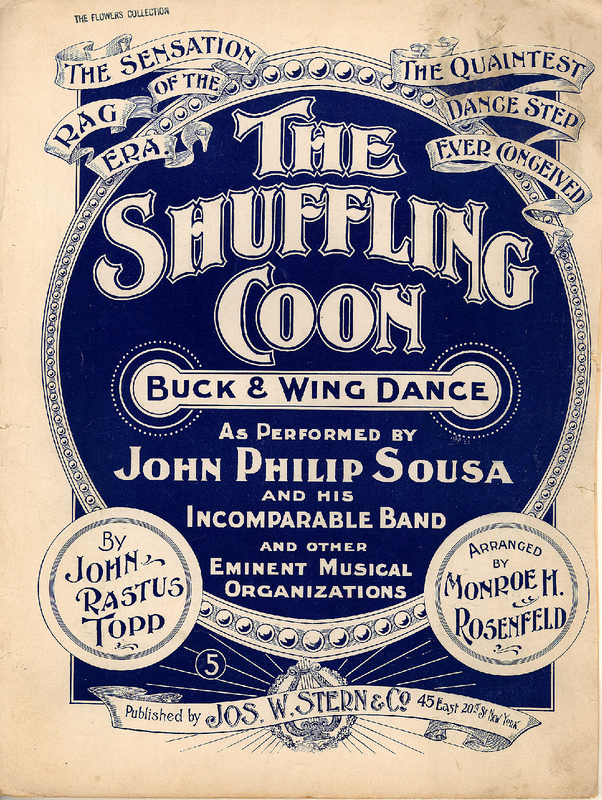 THE FLOWERS COLLECTION
THE SENSATION
OF THE
RAG
ERA.
THE QUAINTEST
DANCE STEP
EVER CONCEIVED
THE
SHUFFLING
COON
BUCK & WING DANCE
AS PERFORMED BY
JOHN PHILIP SOUSA
AND HIS
INCOMPARABLE BAND
AND OTHER
EMINENT MUSICAL
ORGANIZATIONS
By
JOHN
RASTUS
TOPP
ARRANGED
BY
MONROE H.
ROSENFELD
5
Published by JOS. W. STERN & CO 45 East 20th St New York